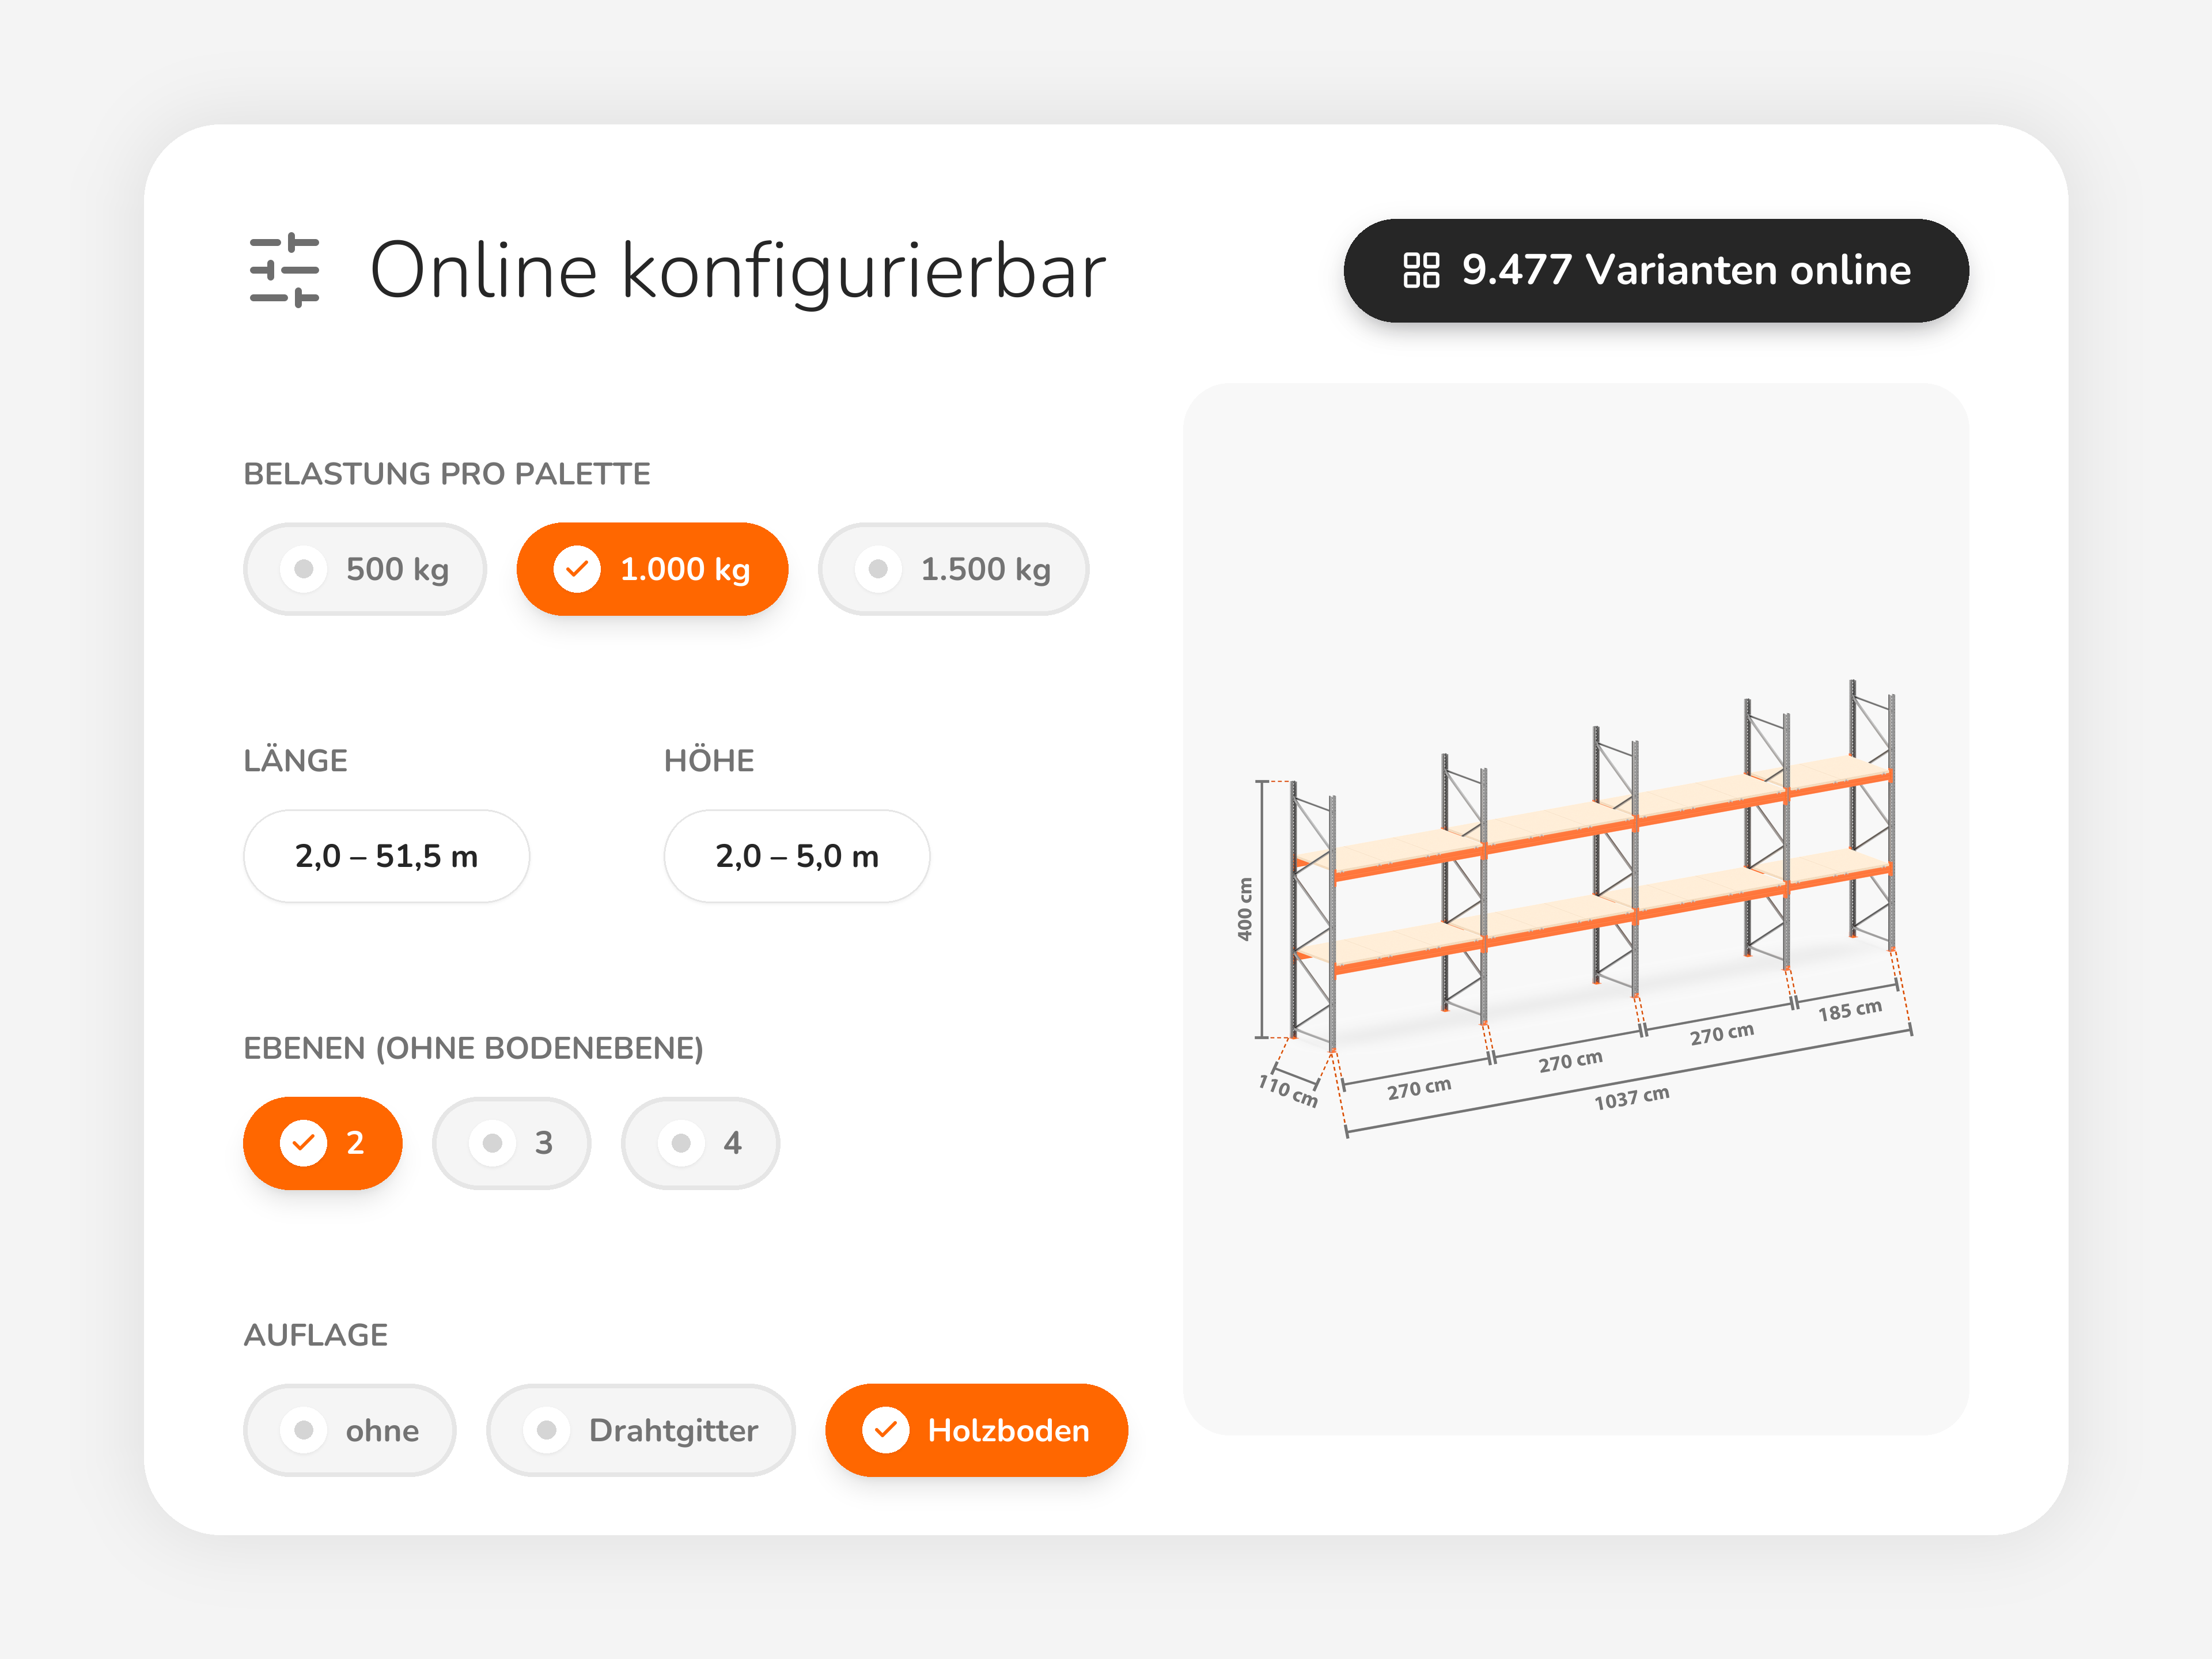 Online konfigurierbar
9.477 Varianten online
BELASTUNG PRO PALETTE
500 kg
1.000 kg
1.500 kg
LÄNGE
HÖHE
2,0 – 51,5 m
2,0 – 5,0 m
EBENEN (OHNE BODENEBENE)
2
3
4
AUFLAGE
ohne
Drahtgitter
Holzboden
400 cm
110 cm
270 cm
270 cm
270 cm
185 cm
1037 cm